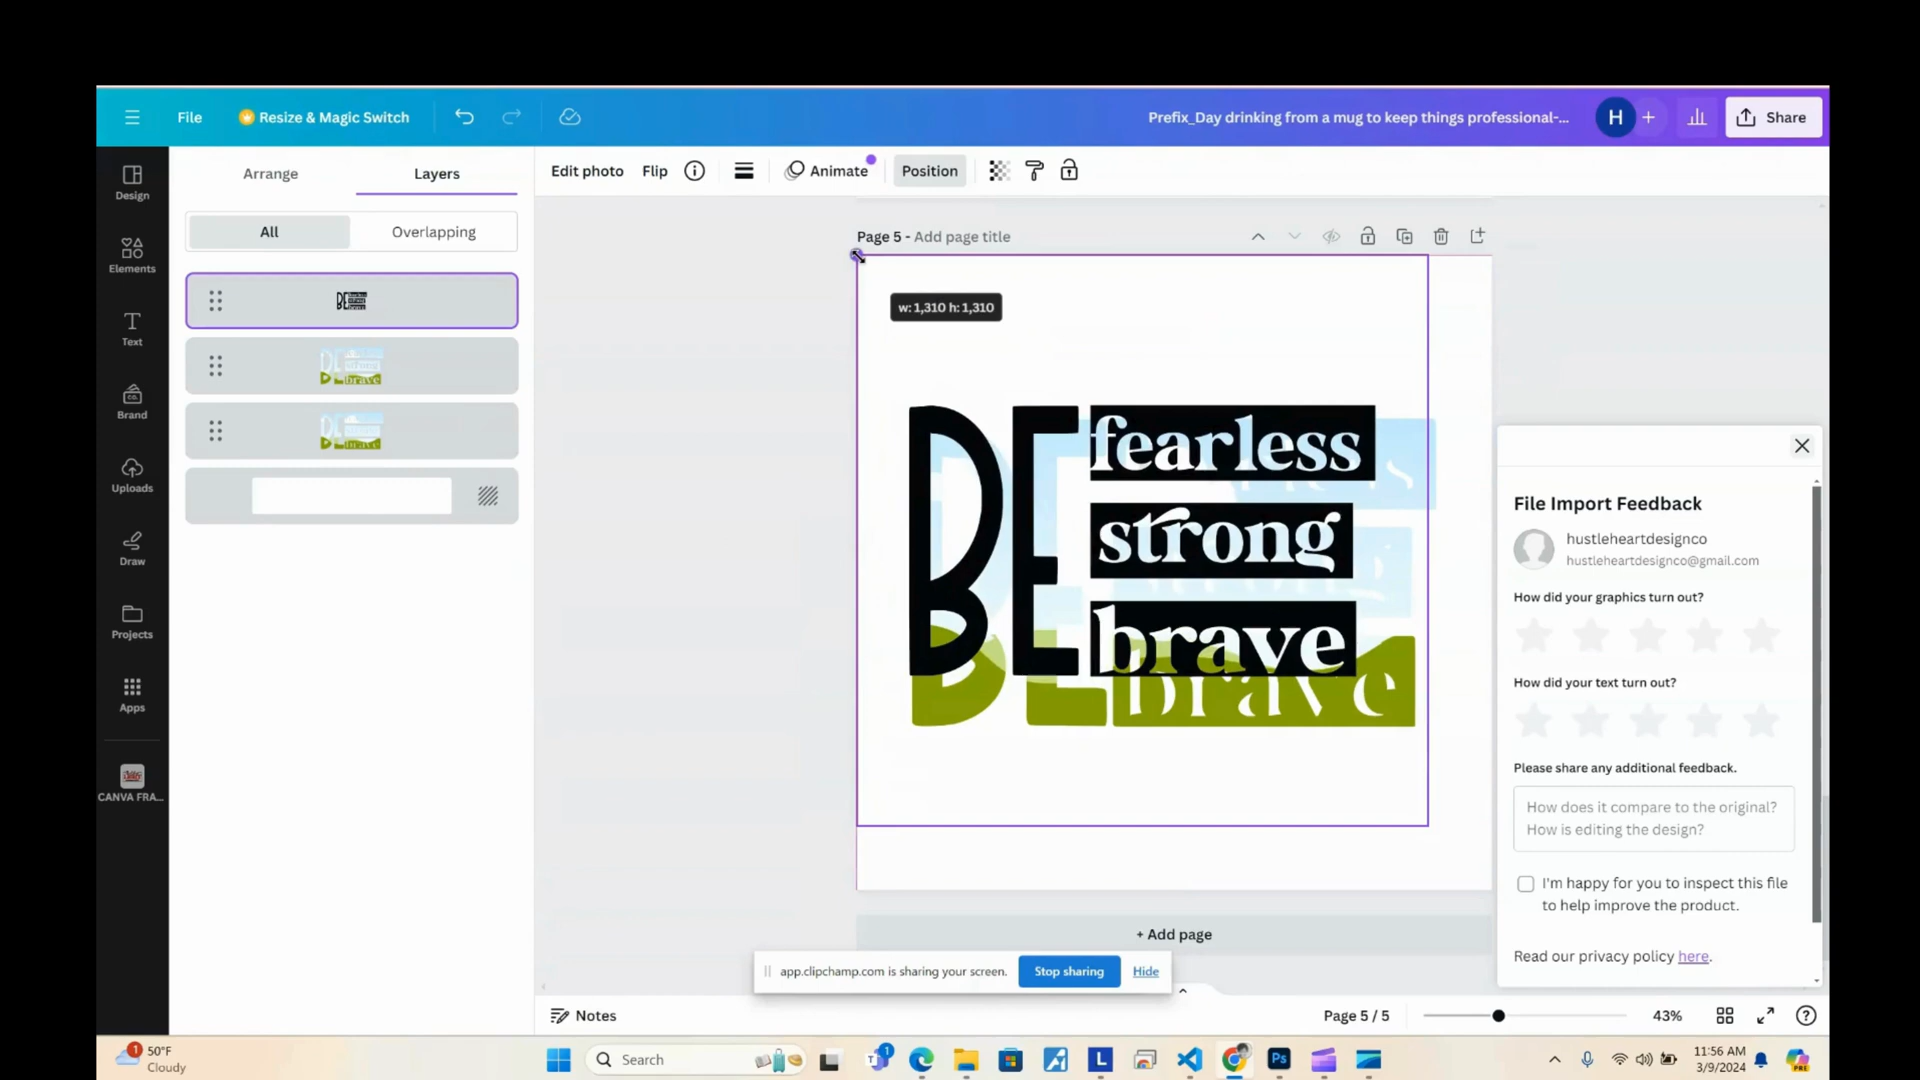 File
Resize & Magic Switch
Prefix_Day drinking from a mug to keep things professional-...
H
+
Share
Design
Elements
Text
Brand
Uploads
Draw
Projects
Apps
CANVA FRA...
Arrange
Layers
All
Overlapping
Edit photo
Flip
Animate
Position
Page 5 - Add page title
w: 1,310 h: 1,310
BE
fearless
strong
brave
brave
File Import Feedback
hustleheartdesignco
hustleheartdesignco@gmail.com
How did your graphics turn out?
How did your text turn out?
Please share any additional feedback.
How does it compare to the original?
How is editing the design?
I'm happy for you to inspect this file
to help improve the product.
Read our privacy policy here.
+ Add page
app.clipchamp.com is sharing your screen.
Stop sharing
Hide
Notes
Page 5 / 5
43%
1
50°F
Cloudy
Search
1
L
Ps
11:56 AM
3/9/2024
PRE